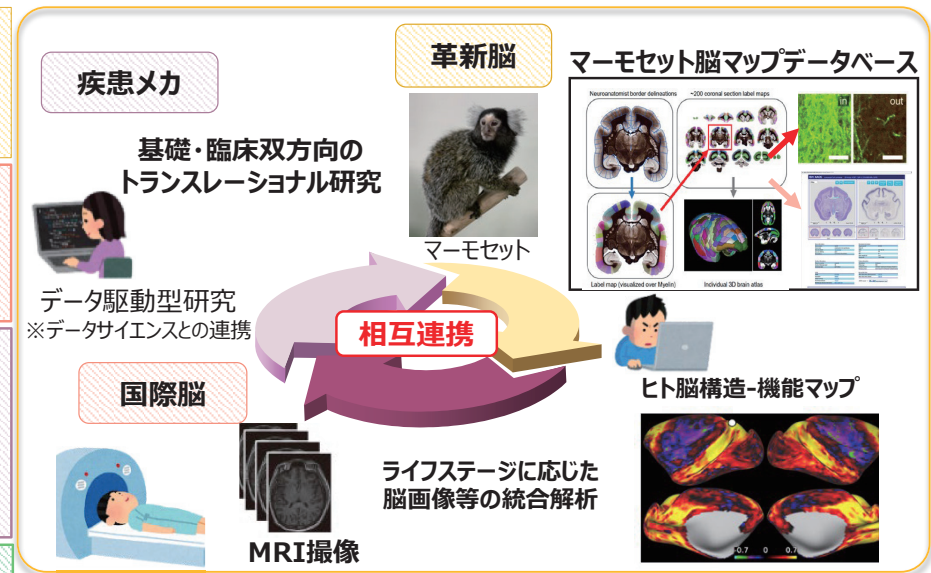 疾患メカ
革新脳
マーモセット脳マップデータベース
Neuroanatomist border delineations
~200 coronal section label maps
in
out
基礎・臨床双方向の
トランスレーショナル研究
マーモセット
Label map (visualized over Myelin)
Individual 3D brain atlas
データ駆動型研究
※データサイエンスとの連携
相互連携
国際脳
ヒト脳構造-機能マップ
ライフステージに応じた
脳画像等の統合解析
MRI撮像
-0.7 0 0.7